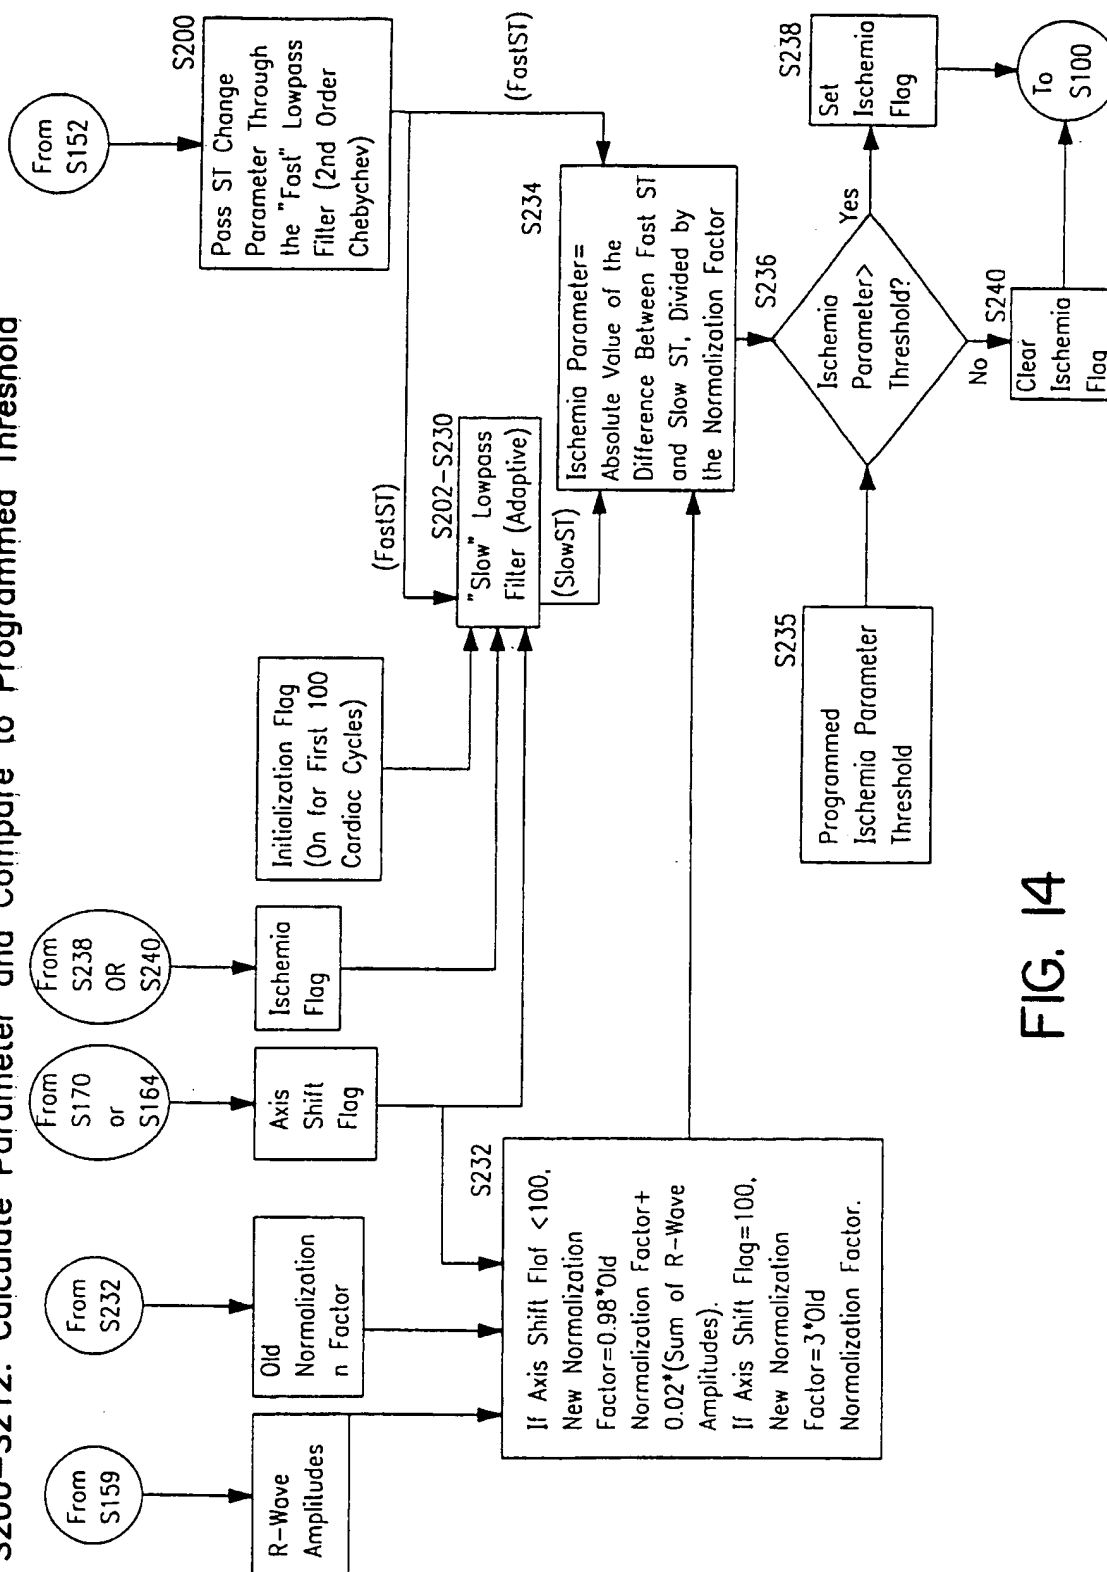 S200-S212: Calculate Parameter and Compare to Programmed Threshold
From
S159
From
S232
From
S170
or
S164
From
S238
OR
S240
From
S152
R-Wave
Amplitudes
Old
Normalizatio
n Factor
Axis
Shift
Flag
Ischemia
Flag
Initialization Flag
(On for First 100
Cardiac Cycles)
S200
Pass ST Change
Parameter Through
the "Fast" Lowpass
Filter (2nd Order
Chebychev)
(FastST)
(FastST)
S202-S230
"Slow" Lowpass
Filter (Adaptive)
(SlowST)
S232
If Axis Shift Flaf <100,
New Normalization
Factor=0.98*Old
Normalization Factor+
0.02*(Sum of R-Wave
Amplitudes).
If Axis Shift Flag=100,
New Normalization
Factor=3*Old
Normalization Factor.
S234
Ischemia Parameter=
Absolute Value of the
Difference Between Fast ST
and Slow ST, Divided by
the Normalization Factor
S235
Programmed
Ischemia Parameter
Threshold
S236
Ischemia
Parameter>
Threshold?
Yes
No
S238
Set
Ischemia
Flag
S240
Clear
Ischemia
Flag
To
S100
FIG. 14